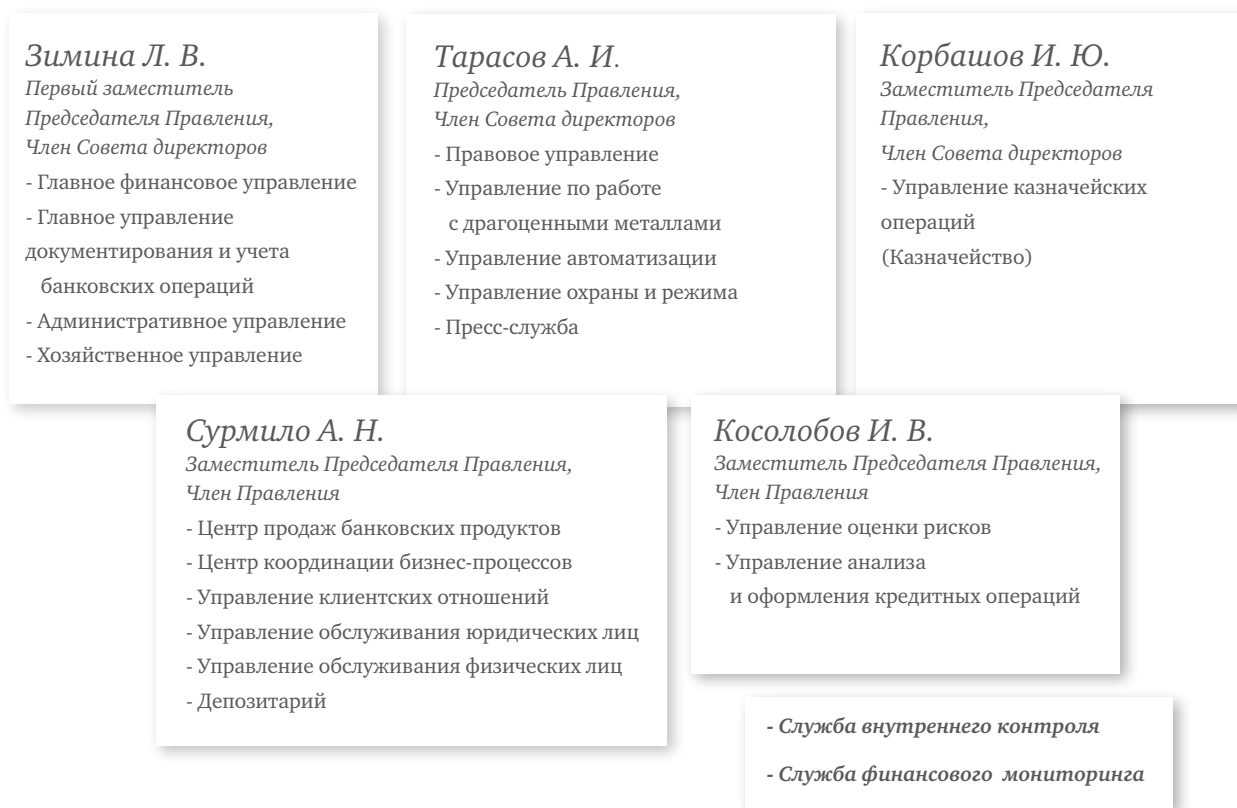 Зимина Л. В.
Первый заместитель
Председателя Правления,
Член Совета директоров
- Главное финансовое управление
- Главное управление
документирования и учета
банковских операций
- Административное управление
- Хозяйственное управление
Тарасов А. И.
Председатель Правления,
Член Совета директоров
- Правовое управление
- Управление по работе
с драгоценными металлами
- Управление автоматизации
- Управление охраны и режима
- Пресс-служба
Корбашов И. Ю.
Заместитель Председателя
Правления,
Член Совета директоров
- Управление казначейских
операций
(Казначейство)
Сурмило А. Н.
Заместитель Председателя Правления,
Член Правления
- Центр продаж банковских продуктов
- Центр координации бизнес-процессов
- Управление клиентских отношений
- Управление обслуживания юридических лиц
- Управление обслуживания физических лиц
- Депозитарий
Косолобов И. В.
Заместитель Председателя Правления,
Член Правления
- Управление оценки рисков
- Управление анализа
и оформления кредитных операций
- Служба внутреннего контроля
- Служба финансового мониторинга